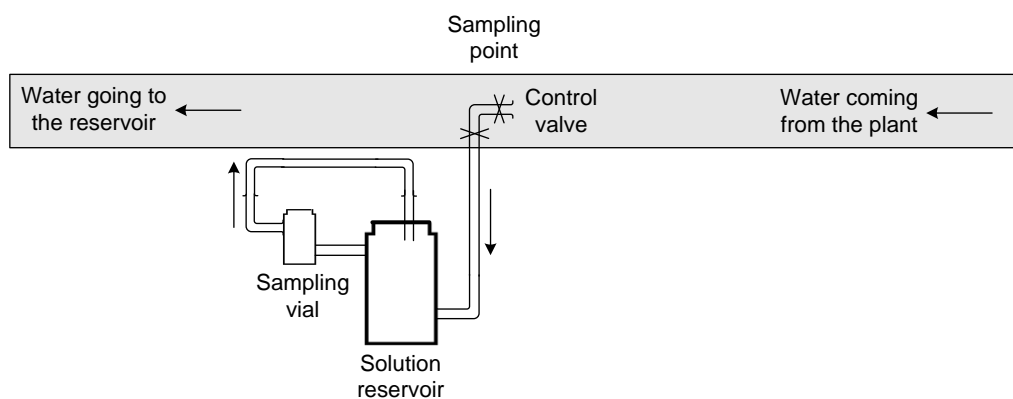 Sampling
point
Water going to
the reservoir
Control
valve
Water coming
from the plant
Sampling
vial
Solution
reservoir